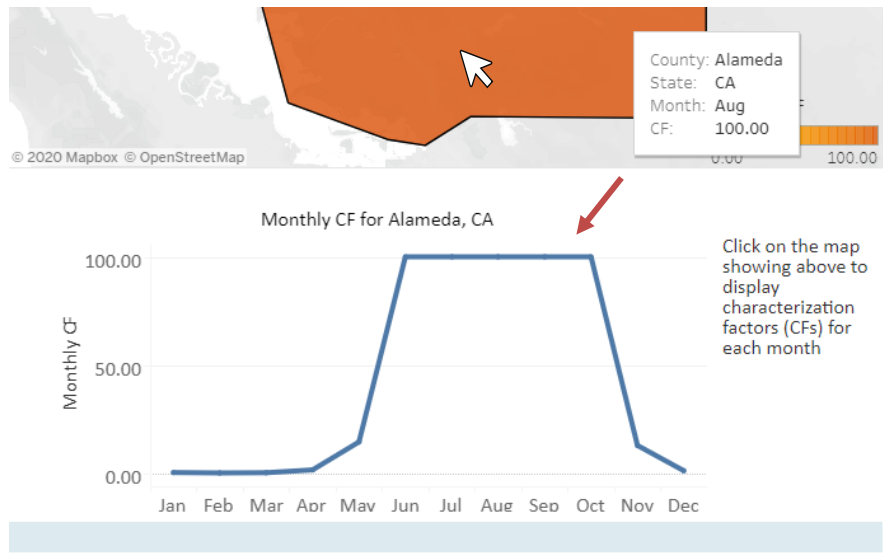 County: Alameda
State: CA
Month: Aug
CF: 100.00
F
0.00 100.00
© 2020 Mapbox © OpenStreetMap
Monthly CF for Alameda, CA
Click on the map
showing above to
display
characterization
factors (CFs) for
each month
Monthly CF
100.00
50.00
0.00
Jan Feb Mar Apr May Jun Jul Aug Sep Oct Nov Dec